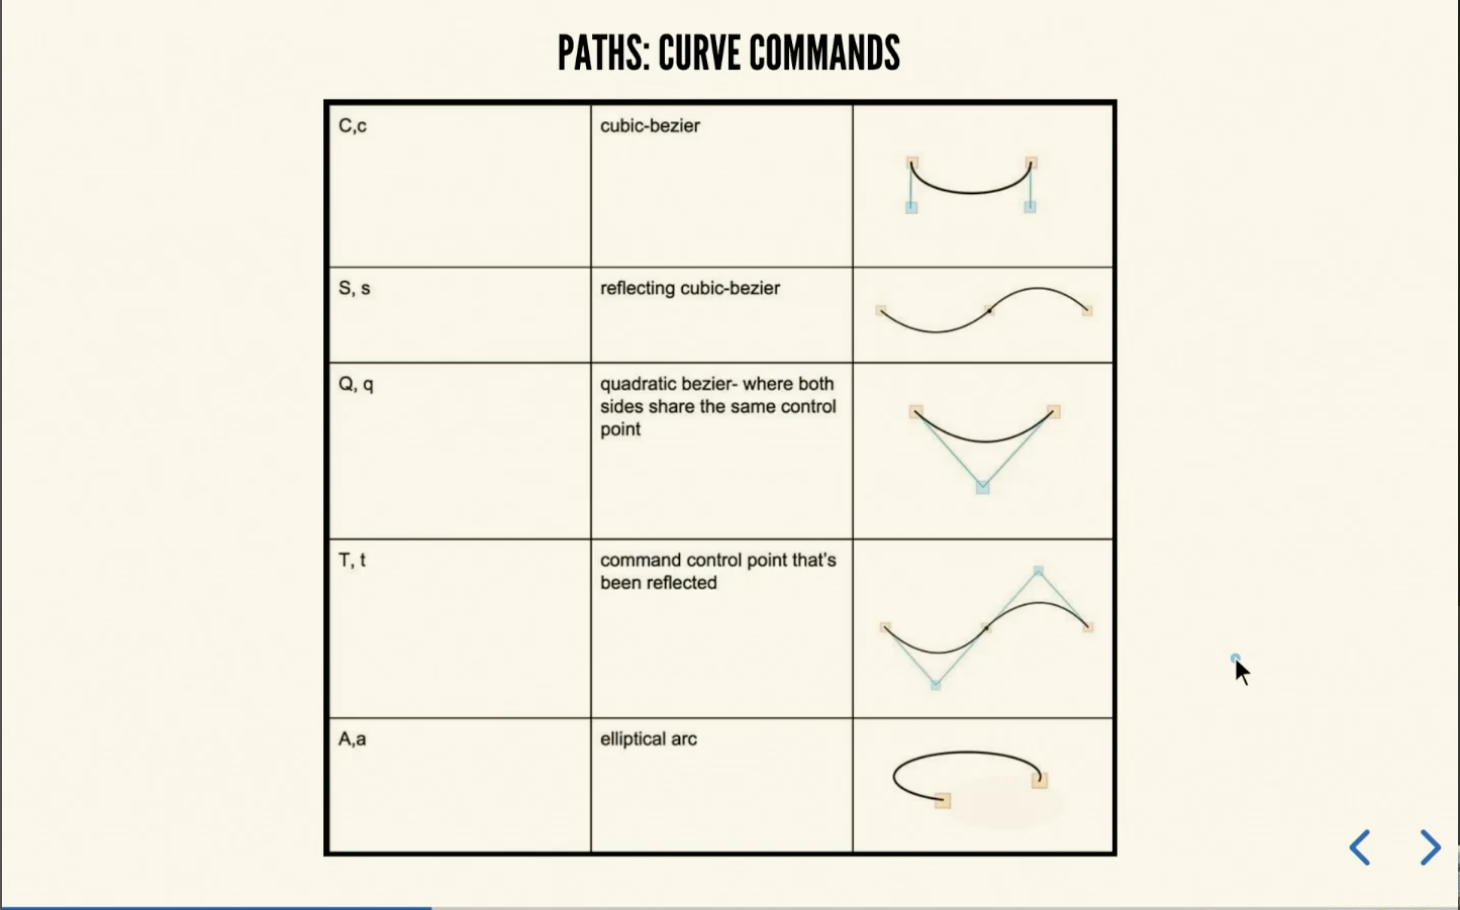 PATHS: CURVE COMMANDS
C,c
cubic-bezier
S, s
reflecting cubic-bezier
Q, q
quadratic bezier- where both
sides share the same control
point
T, t
command control point that's
been reflected
A,a
elliptical arc